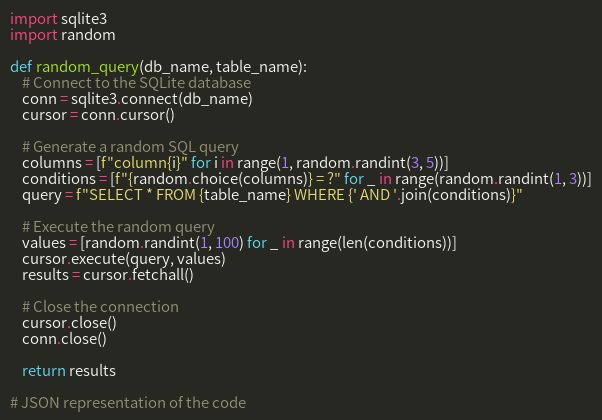 import sqlite3
import random

def random_query(db_name, table_name):
    # Connect to the SQLite database
    conn = sqlite3.connect(db_name)
    cursor = conn.cursor()

    # Generate a random SQL query
    columns = [f"column{i}" for i in range(1, random.randint(3, 5))]
    conditions = [f"{random.choice(columns)} = ?" for _ in range(random.randint(1, 3))]
    query = f"SELECT * FROM {table_name} WHERE {' AND '.join(conditions)}"

    # Execute the random query
    values = [random.randint(1, 100) for _ in range(len(conditions))]
    cursor.execute(query, values)
    results = cursor.fetchall()

    # Close the connection
    cursor.close()
    conn.close()

    return results

# JSON representation of the code